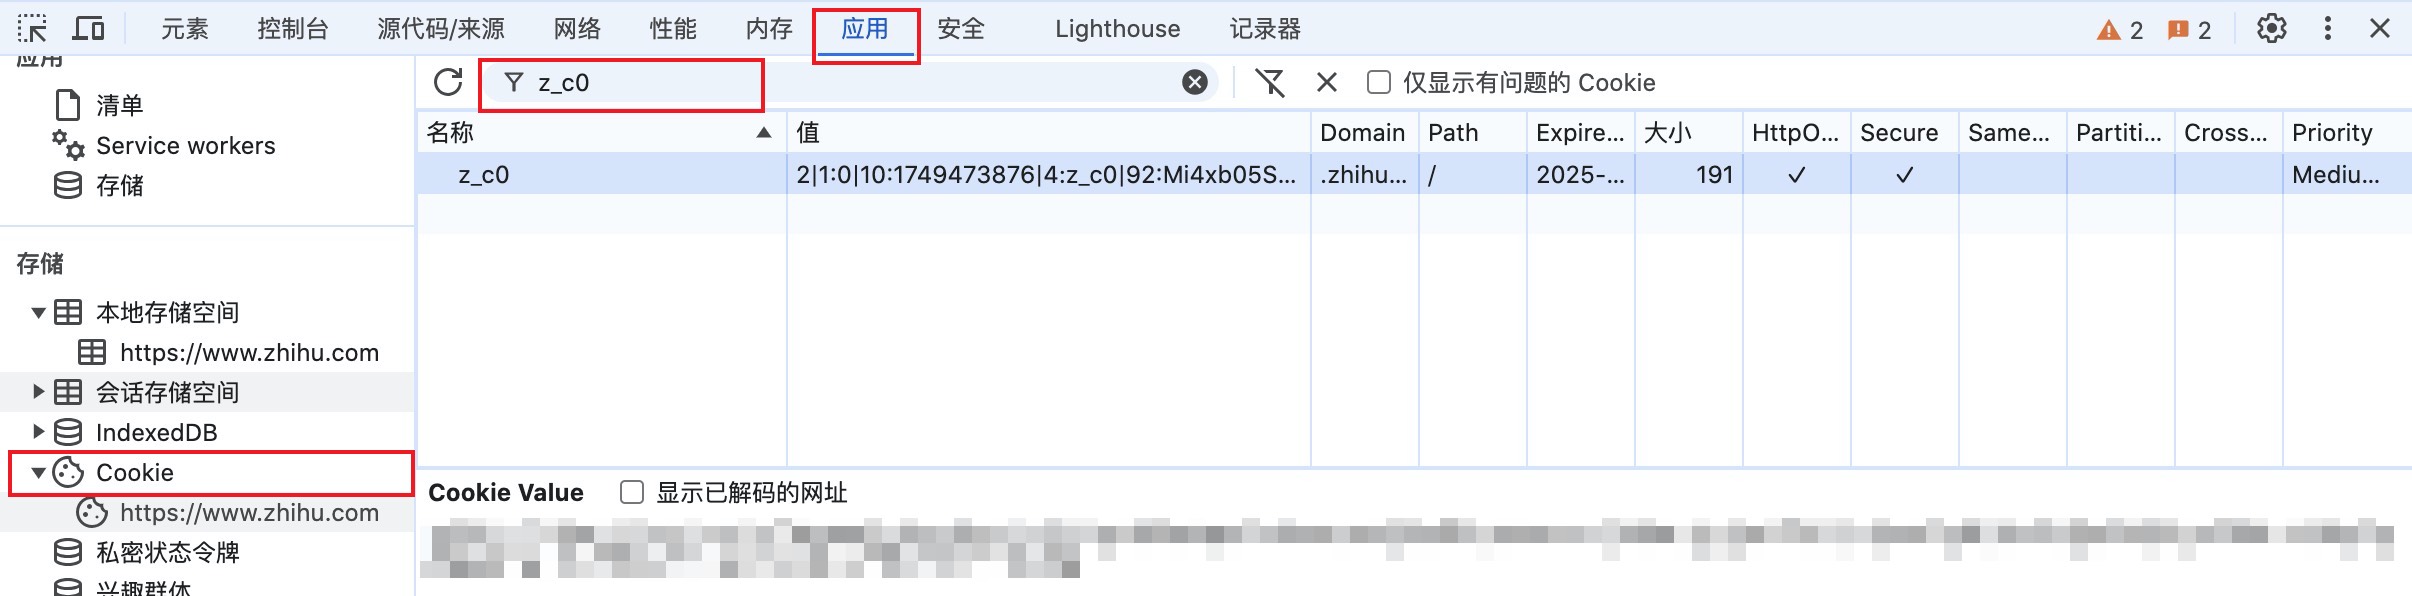 元素 控制台 源代码/来源 网络 性能 内存 应用 安全 Lighthouse 记录器 2 2
应用
清单
Service workers
存储
存储
本地存储空间
https://www.zhihu.com
会话存储空间
IndexedDB
Cookie
https://www.zhihu.com
私密状态令牌
兴趣群体
z_c0 仅显示有问题的 Cookie
名称 值 Domain Path Expire... 大小 HttpO... Secure Same... Partiti... Cross... Priority
z_c0 2|1:0|10:1749473876|4:z_c0|92:Mi4xb05S... .zhihu... / 2025-... 191 ✓ ✓ Mediu...
Cookie Value 显示已解码的网址